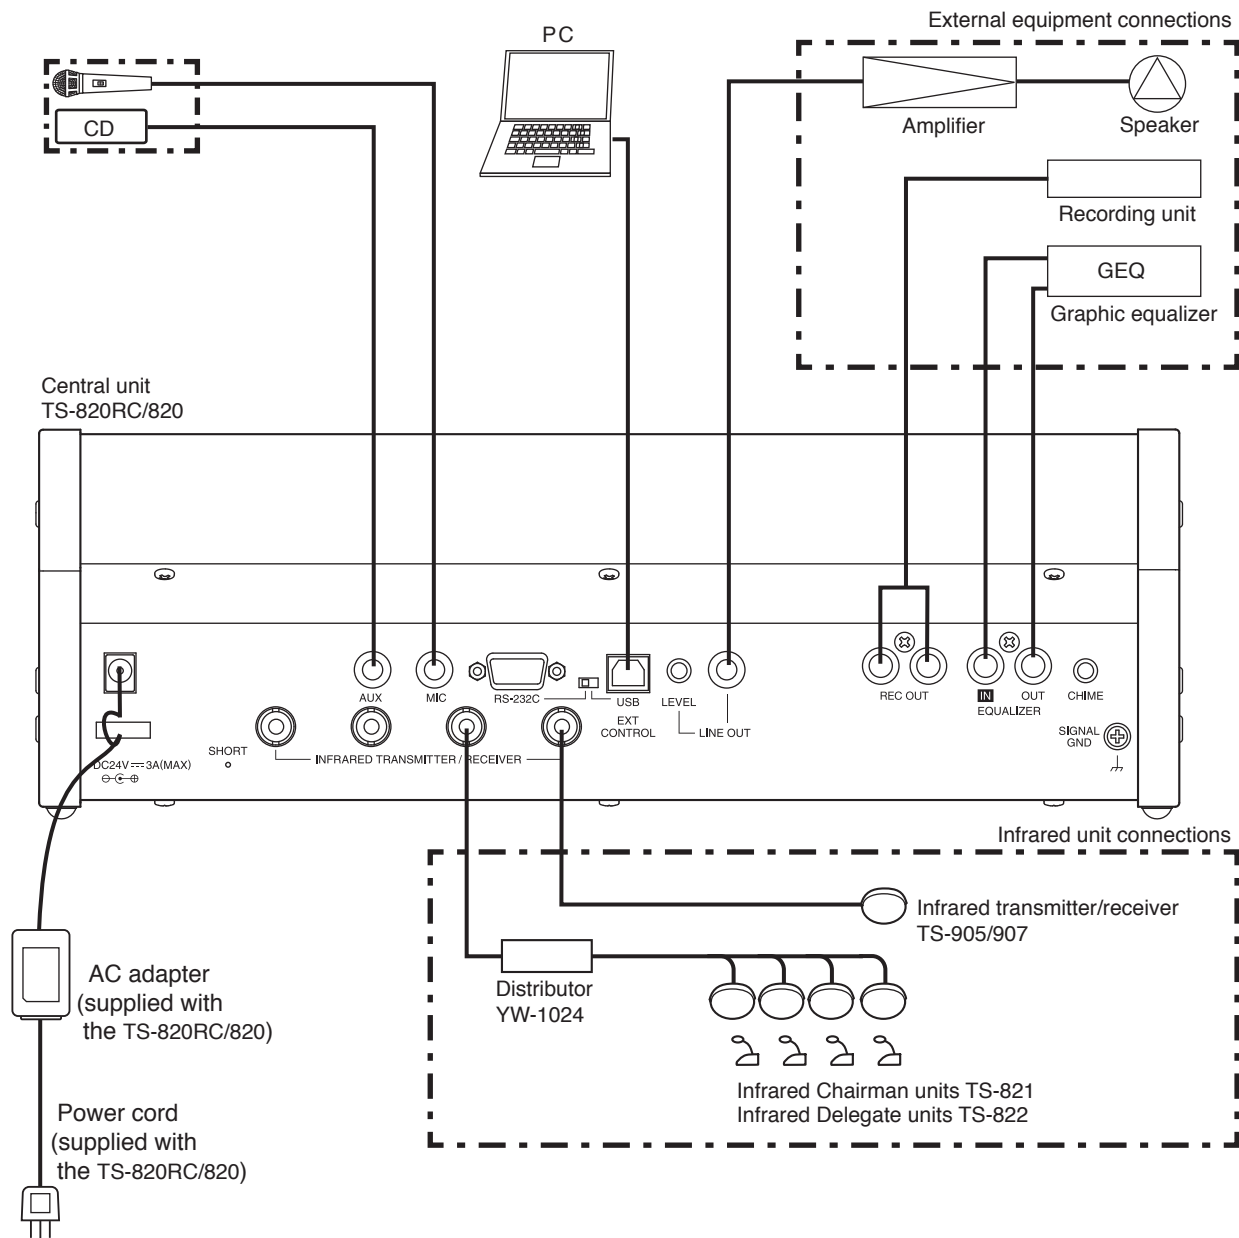 External equipment connections
PC
CD
Amplifier
Speaker
Recording unit
GEQ
Graphic equalizer
Central unit
TS-820RC/820
AUX
MIC
RS-232C
USB
EXT
CONTROL
LEVEL
LINE OUT
REC OUT
IN
OUT
EQUALIZER
CHIME
SIGNAL
GND
SHORT
INFRARED TRANSMITTER / RECEIVER
DC24V ⎓ 3A(MAX)
Infrared unit connections
Infrared transmitter/receiver
TS-905/907
Distributor
YW-1024
Infrared Chairman units TS-821
Infrared Delegate units TS-822
AC adapter
(supplied with
the TS-820RC/820)
Power cord
(supplied with
the TS-820RC/820)